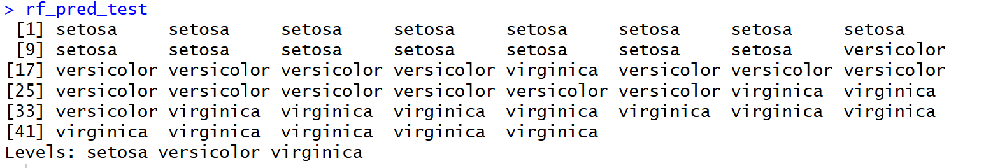 > rf_pred_test
[1] setosa setosa setosa setosa setosa setosa setosa setosa
[9] setosa setosa setosa setosa setosa setosa setosa versicolor
[17] versicolor versicolor versicolor versicolor virginica versicolor versicolor versicolor
[25] versicolor versicolor versicolor versicolor versicolor versicolor virginica virginica
[33] versicolor virginica virginica virginica virginica virginica virginica virginica
[41] virginica virginica virginica virginica virginica
Levels: setosa versicolor virginica